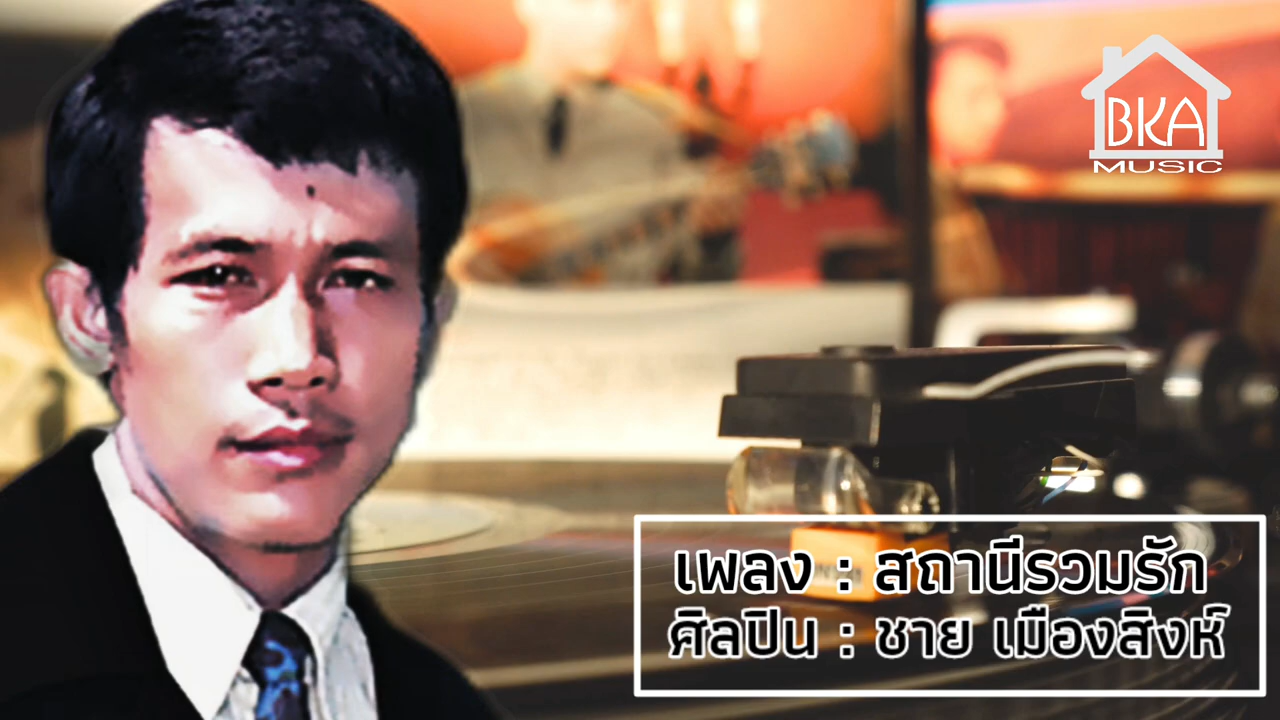 BKA
MUSIC
เพลง : สถานีรวมรัก
ศิลปิน : ชาย เมืองสิงห์